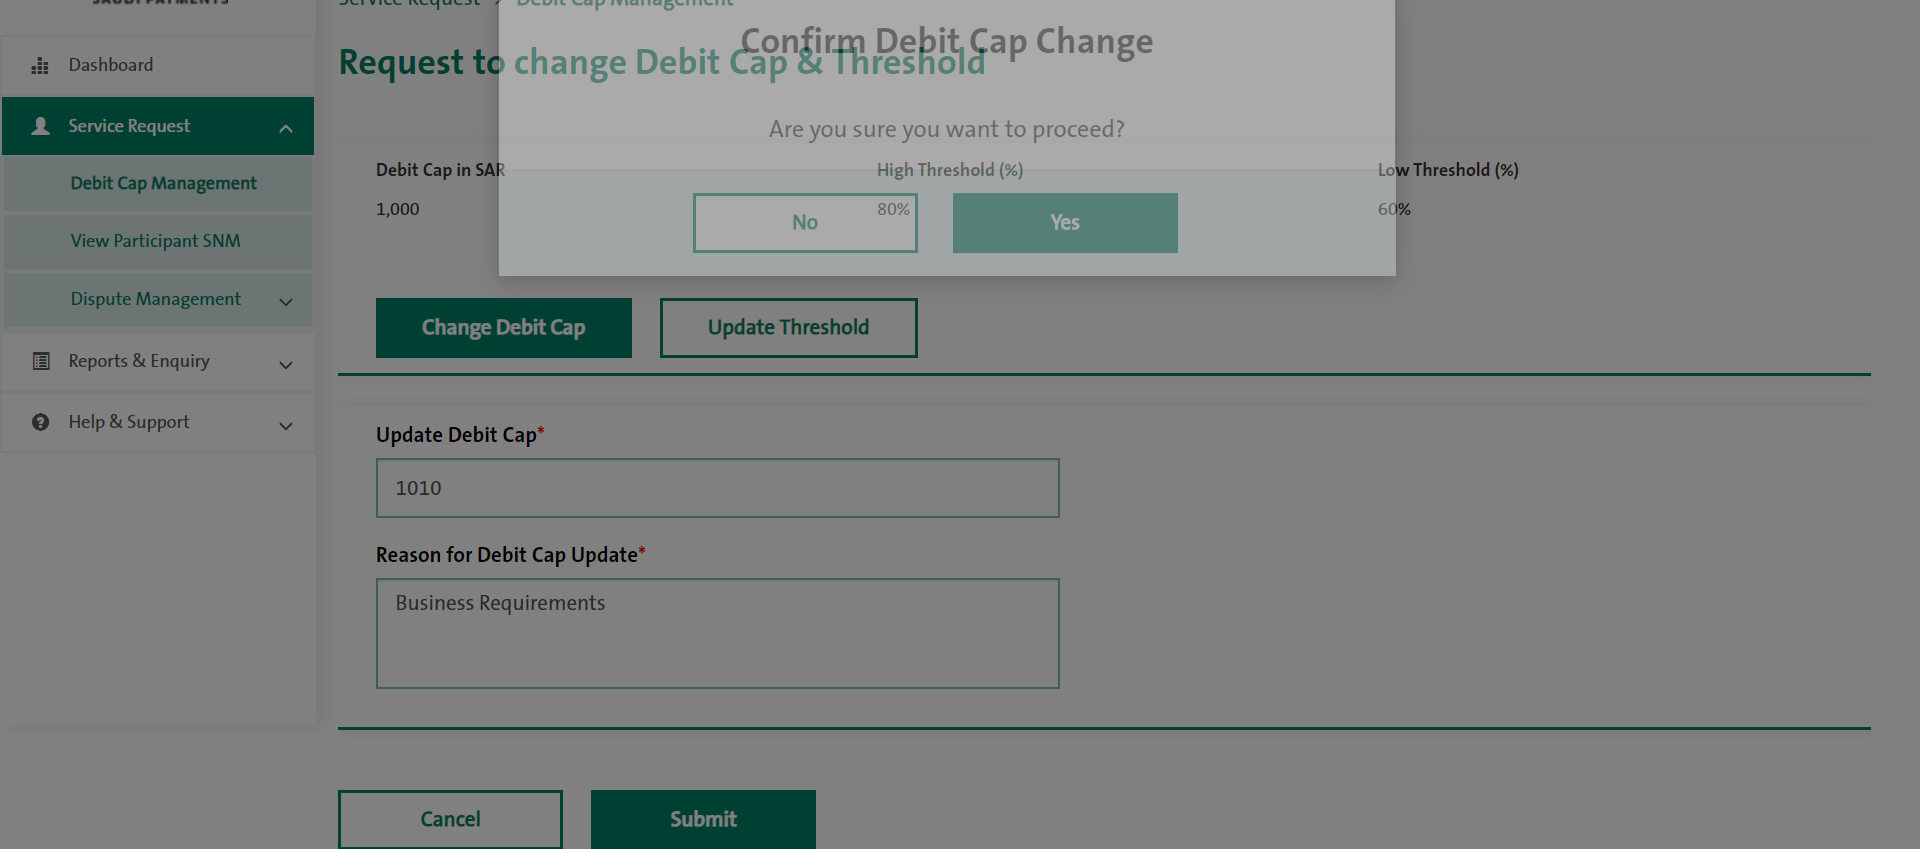 SAUDI PAYMENTS
Service Request > Debit Cap Management
Dashboard
Service Request
Debit Cap Management
View Participant SNM
Dispute Management
Reports & Enquiry
Help & Support
Request to change Debit Cap & Threshold
Confirm Debit Cap Change
Are you sure you want to proceed?
No
Yes
Debit Cap in SAR
High Threshold (%)
Low Threshold (%)
1,000
80%
60%
Change Debit Cap
Update Threshold
Update Debit Cap*
1010
Reason for Debit Cap Update*
Business Requirements
Cancel
Submit